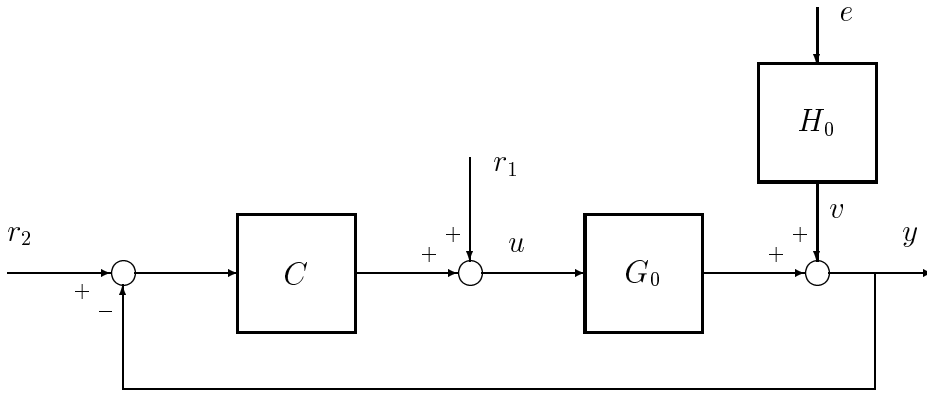 e
H₀
r₁
v
r₂
+
+
u
+
+
y
C
G₀
+
−